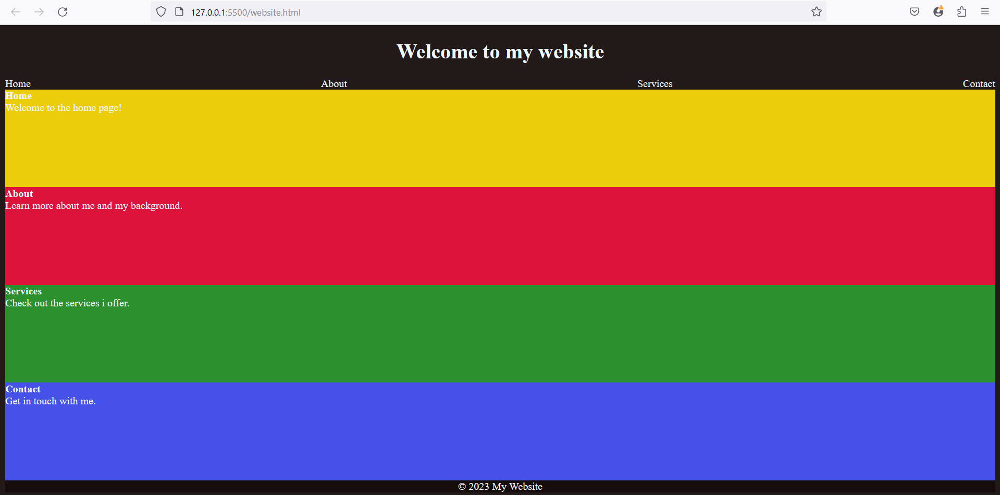 127.0.0.1:5500/website.html
Welcome to my website
Home About Services Contact
Home
Welcome to the home page!
About
Learn more about me and my background.
Services
Check out the services i offer.
Contact
Get in touch with me.
© 2023 My Website